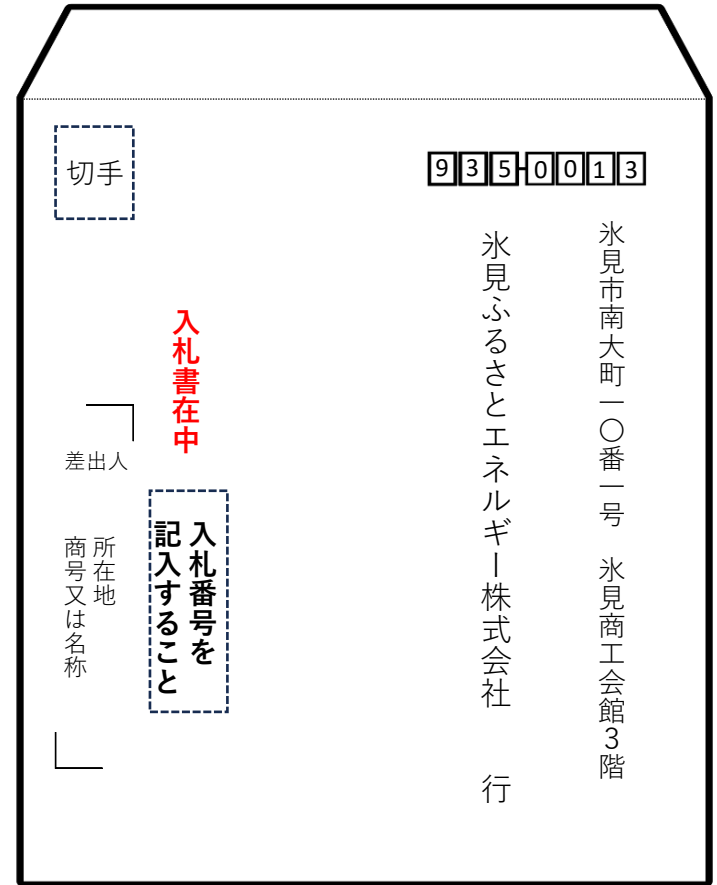 切手
935-0013
氷見市南大町一〇番一号　氷見商工会館3階
氷見ふるさとエネルギー株式会社　行
入札書在中
入札番号を
記入すること
差出人
所在地
商号又は名称